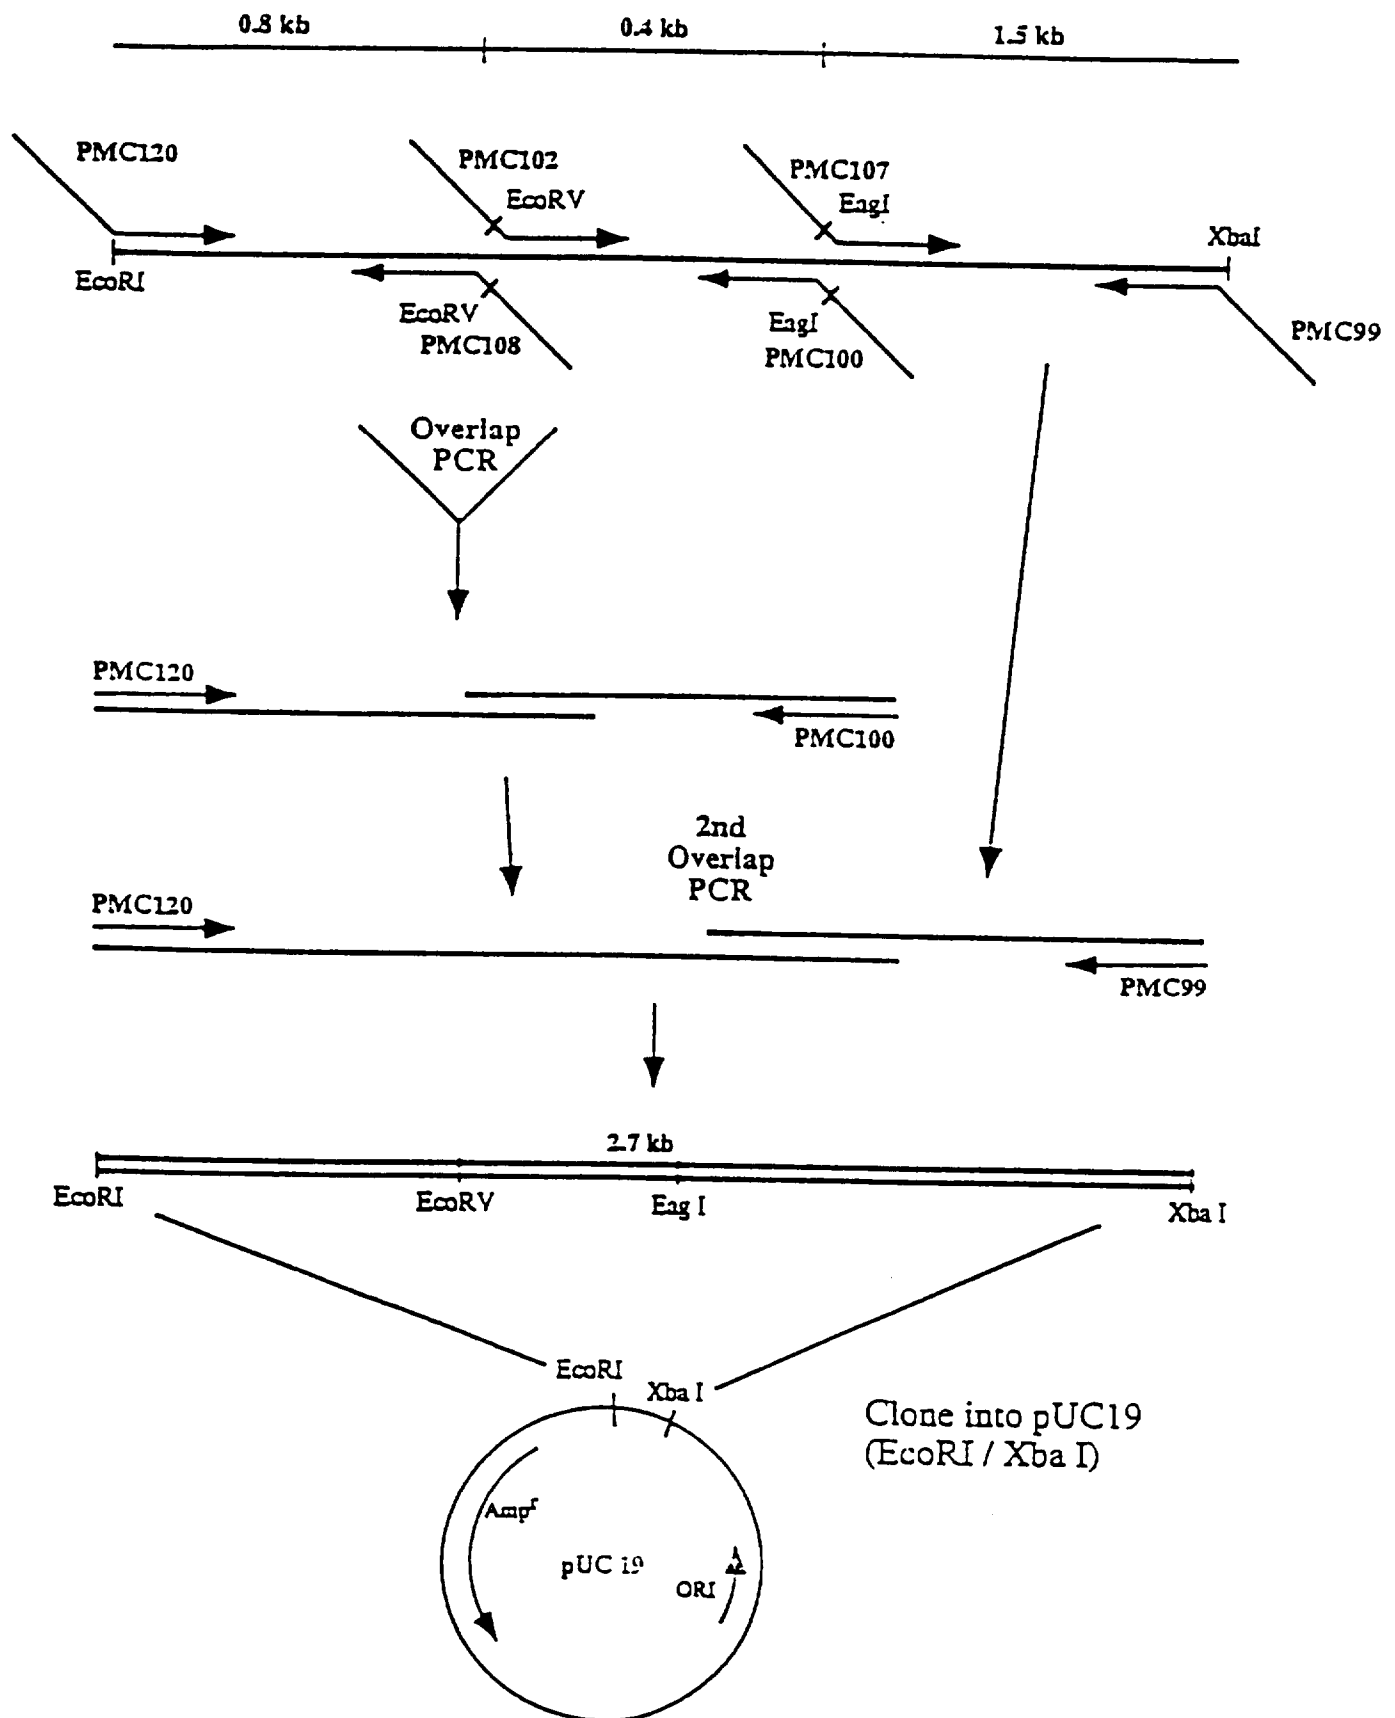 0.8 kb 0.4 kb 1.5 kb
PMC120
PMC102
EcoRV
PMC107
EagI
XbaI
EcoRI
EcoRV
PMC108
EagI
PMC100
PMC99
Overlap
PCR
PMC120
PMC100
2nd
Overlap
PCR
PMC120
PMC99
2.7 kb
EcoRI EcoRV Eag I Xba I
EcoRI
Xba I
Clone into pUC19
(EcoRI / Xba I)
Ampr
pUC 19
ORI